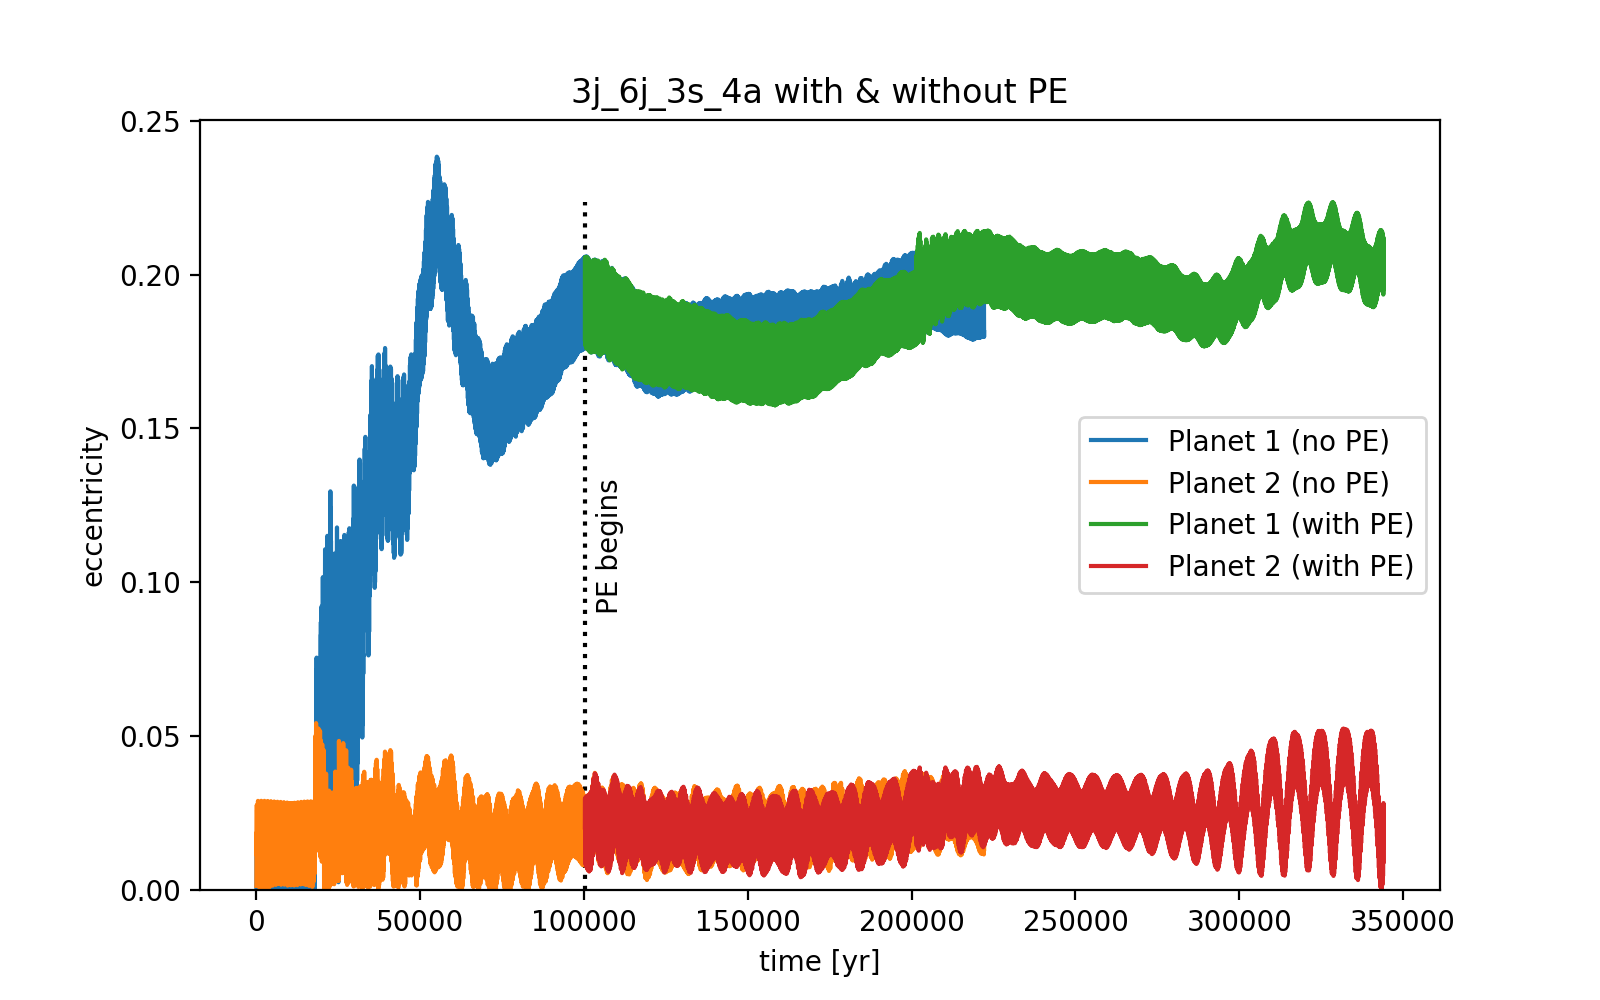 3j_6j_3s_4a with & without PE
0.25
0.20
0.15
0.10
0.05
0.00
eccentricity
PE begins
Planet 1 (no PE)
Planet 2 (no PE)
Planet 1 (with PE)
Planet 2 (with PE)
0 50000 100000 150000 200000 250000 300000 350000
time [yr]